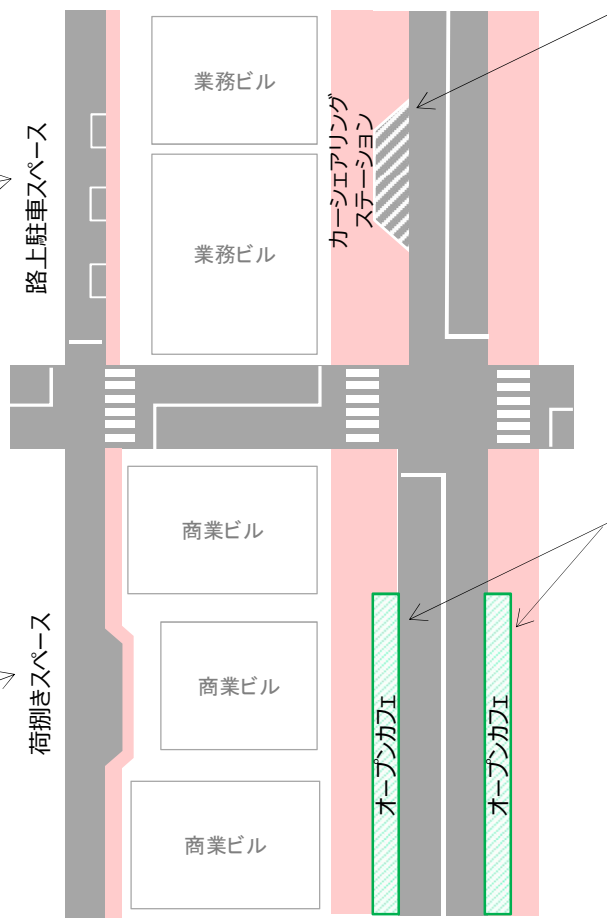 業務ビル
路上駐車スペース
カーシェアリング
ステーション
業務ビル
商業ビル
荷捌きスペース
商業ビル
オープンカフェ
オープンカフェ
商業ビル